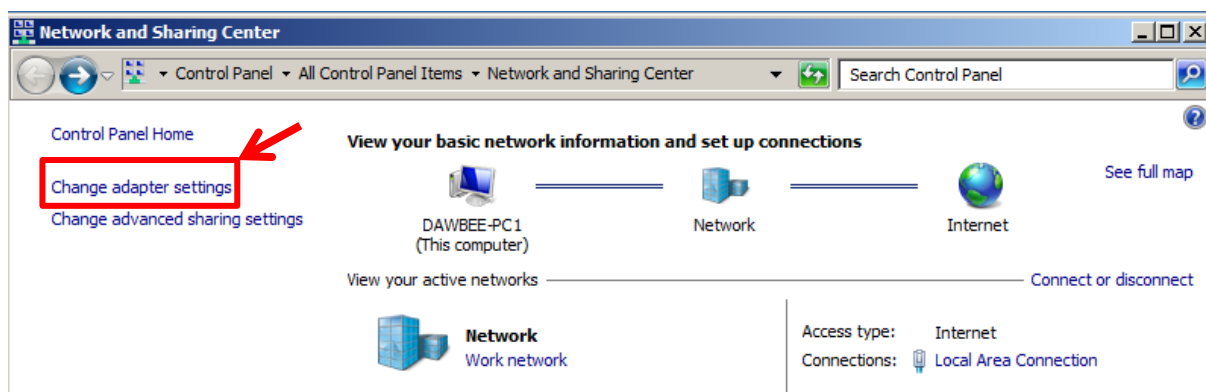 Network and Sharing Center
Control Panel All Control Panel Items Network and Sharing Center
Search Control Panel
Control Panel Home
Change adapter settings
Change advanced sharing settings
View your basic network information and set up connections
See full map
DAWBEE-PC1
(This computer)
Network
Internet
View your active networks
Connect or disconnect
Network
Work network
Access type: Internet
Connections: Local Area Connection